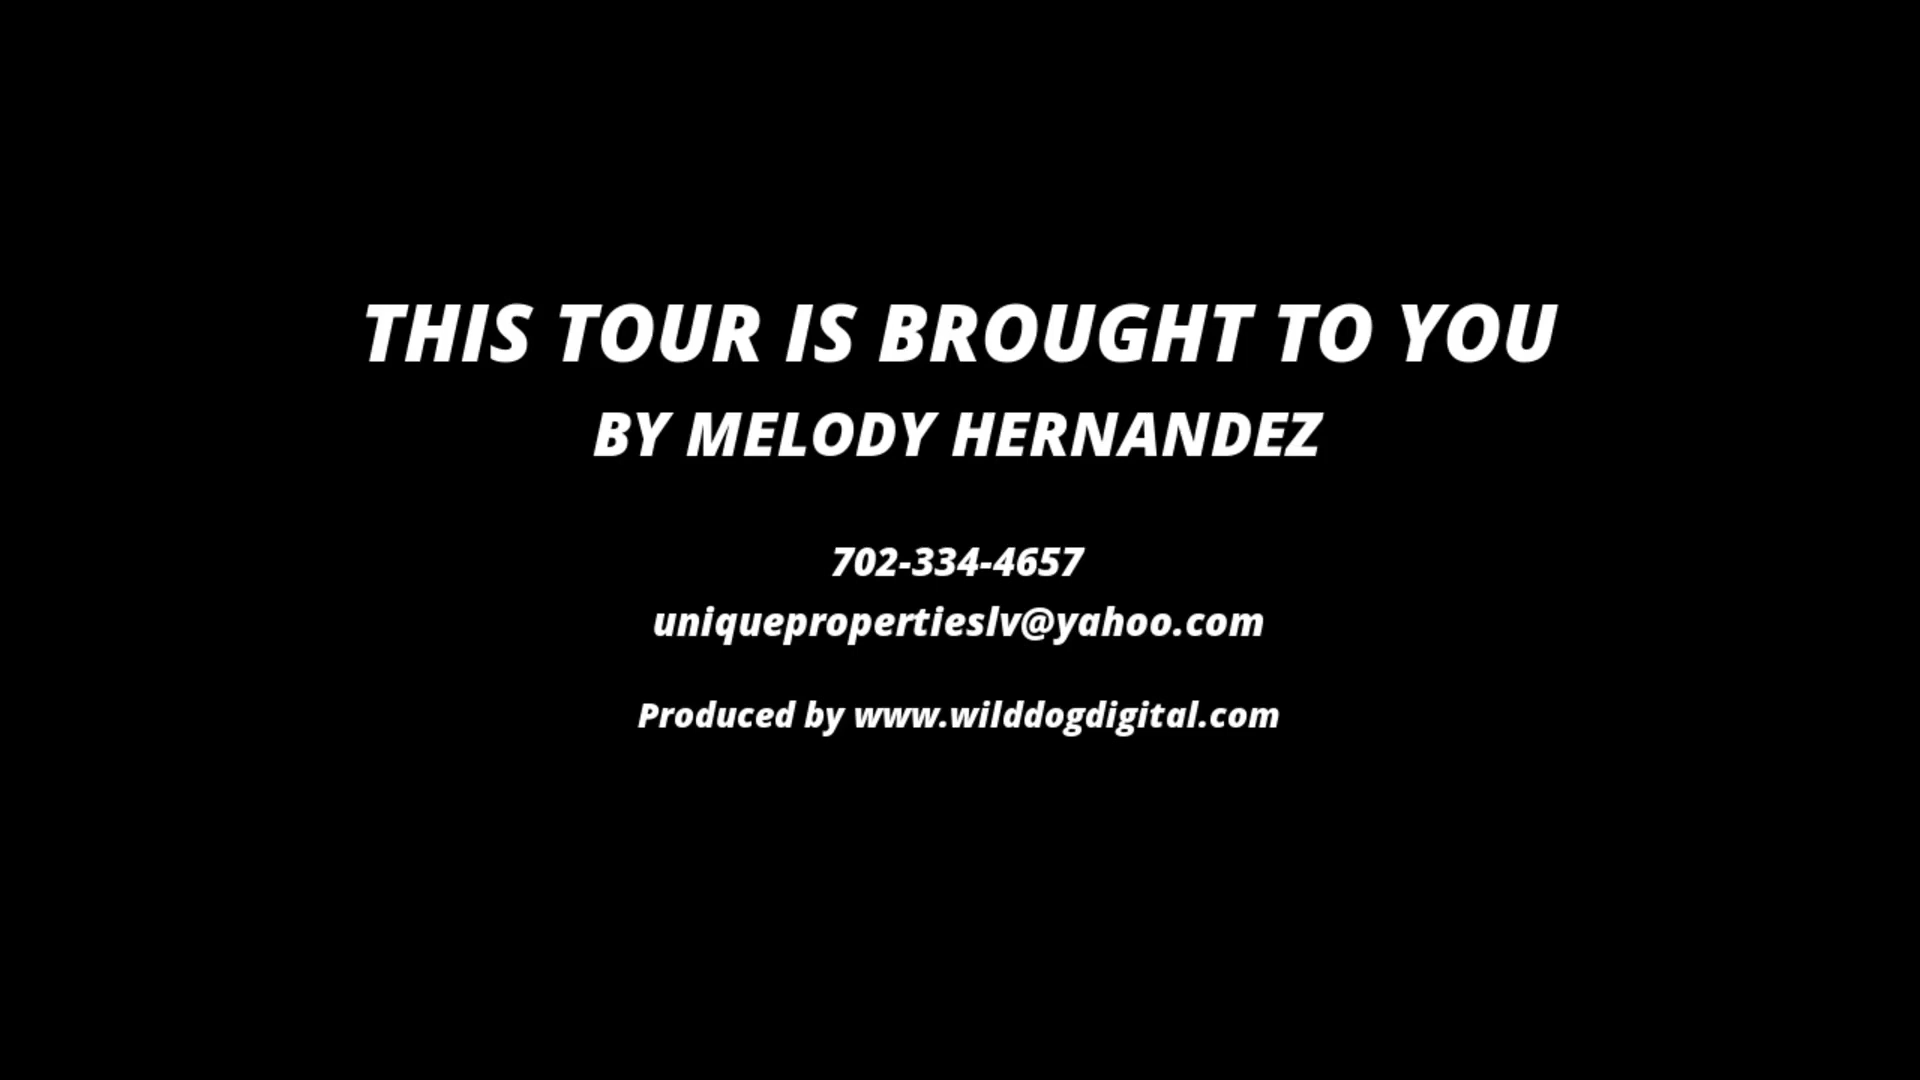 THIS TOUR IS BROUGHT TO YOU
BY MELODY HERNANDEZ
702-334-4657
uniquepropertieslv@yahoo.com
Produced by www.wilddogdigital.com